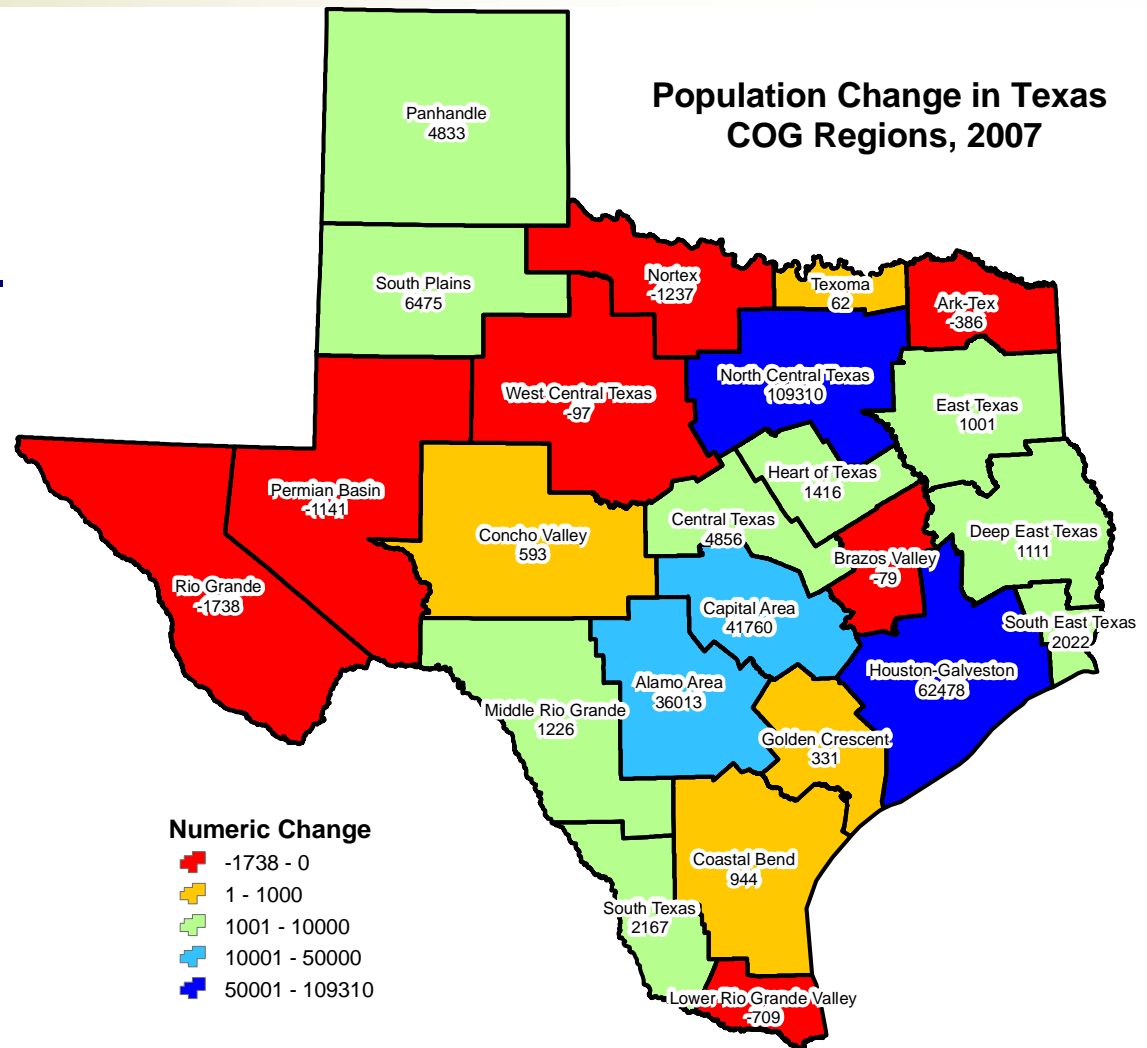 Population Change in Texas
COG Regions, 2007
Panhandle
4833
South Plains
6475
Nortex
-1237
Texoma
62
Ark-Tex
-386
West Central Texas
-97
North Central Texas
109310
East Texas
1001
Heart of Texas
1416
Permian Basin
-1141
Concho Valley
593
Central Texas
4856
Deep East Texas
1111
Brazos Valley
-79
Rio Grande
-1738
Capital Area
41760
South East Texas
2022
Houston-Galveston
62478
Alamo Area
36013
Middle Rio Grande
1226
Golden Crescent
331
Coastal Bend
944
South Texas
2167
Lower Rio Grande Valley
-709
Numeric Change
-1738 - 0
1 - 1000
1001 - 10000
10001 - 50000
50001 - 109310